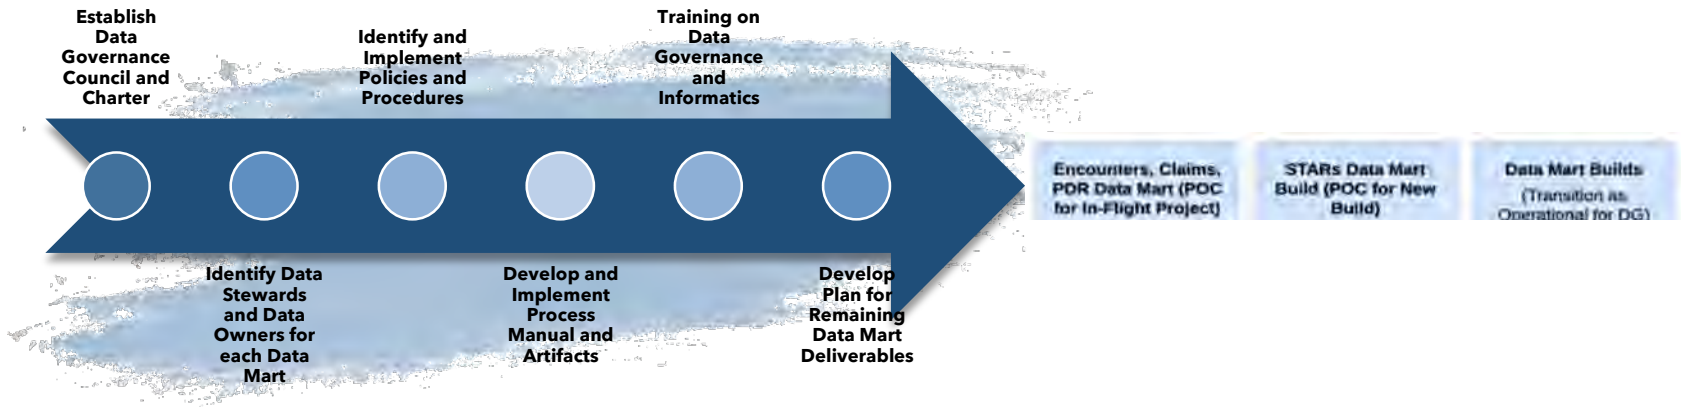 Establish
Data
Governance
Council and
Charter
Identify Data
Stewards
and Data
Owners for
each Data
Mart
Identify and
Implement
Policies and
Procedures
Develop and
Implement
Process
Manual and
Artifacts
Training on
Data
Governance
and
Informatics
Develop
Plan for
Remaining
Data Mart
Deliverables
Encounters, Claims,
PDR Data Mart (POC
for In-Flight Project)
STARs Data Mart
Build (POC for New
Build)
Data Mart Builds
(Transition as
Operational for DG)